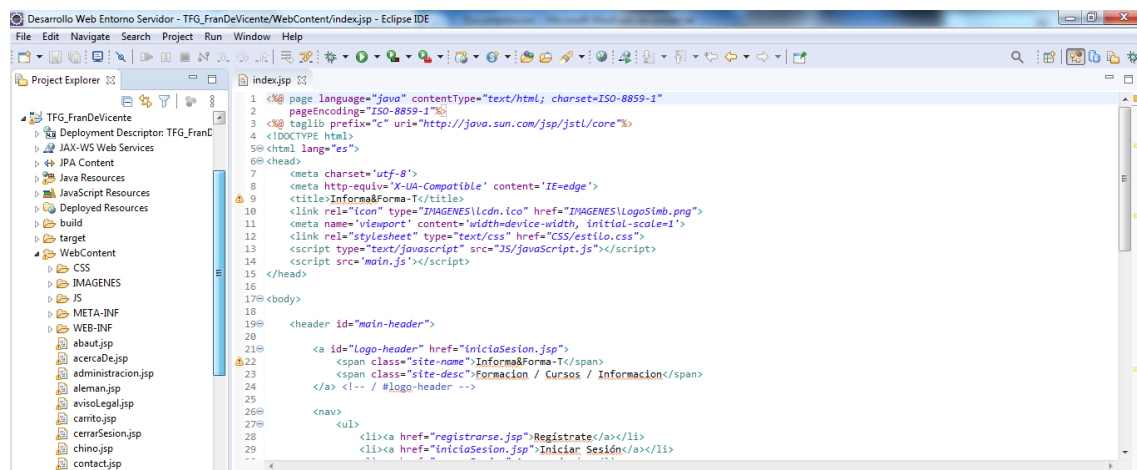 Desarrollo Web Entorno Servidor - TFG_FranDeVicente/WebContent/index.jsp - Eclipse IDE
File Edit Navigate Search Project Run Window Help
Project Explorer
TFG_FranDeVicente
Deployment Descriptor: TFG_FranD
JAX-WS Web Services
JPA Content
Java Resources
JavaScript Resources
Deployed Resources
build
target
WebContent
CSS
IMAGENES
JS
META-INF
WEB-INF
abaut.jsp
acercaDe.jsp
administracion.jsp
aleman.jsp
avisoLegal.jsp
carrito.jsp
cerrarSesion.jsp
chino.jsp
contact.jsp
index.jsp
1 <%@ page language="java" contentType="text/html; charset=ISO-8859-1"
2 pageEncoding="ISO-8859-1"%>
3 <%@ taglib prefix="c" uri="http://java.sun.com/jsp/jstl/core"%>
4 <!DOCTYPE html>
5 <html lang="es">
6 <head>
7 <meta charset='utf-8'>
8 <meta http-equiv='X-UA-Compatible' content='IE=edge'>
9 <title>Informa&Forma-T</title>
10 <link rel="icon" type="IMAGENES\lcdn.ico" href="IMAGENES\LogoSimb.png">
11 <meta name='viewport' content='width=device-width, initial-scale=1'>
12 <link rel="stylesheet" type="text/css" href="CSS/estilo.css">
13 <script type="text/javascript" src="JS/javaScript.js"></script>
14 <script src='main.js'></script>
15 </head>
16
17 <body>
18
19 <header id="main-header">
20
21 <a id="logo-header" href="iniciaSesion.jsp">
22 <span class="site-name">Informa&Forma-T</span>
23 <span class="site-desc">Formacion / Cursos / Informacion</span>
24 </a> <!-- / #logo-header -->
25
26 <nav>
27 <ul>
28 <li><a href="registrarse.jsp">Regístrate</a></li>
29 <li><a href="iniciaSesion.jsp">Iniciar Sesión</a></li>